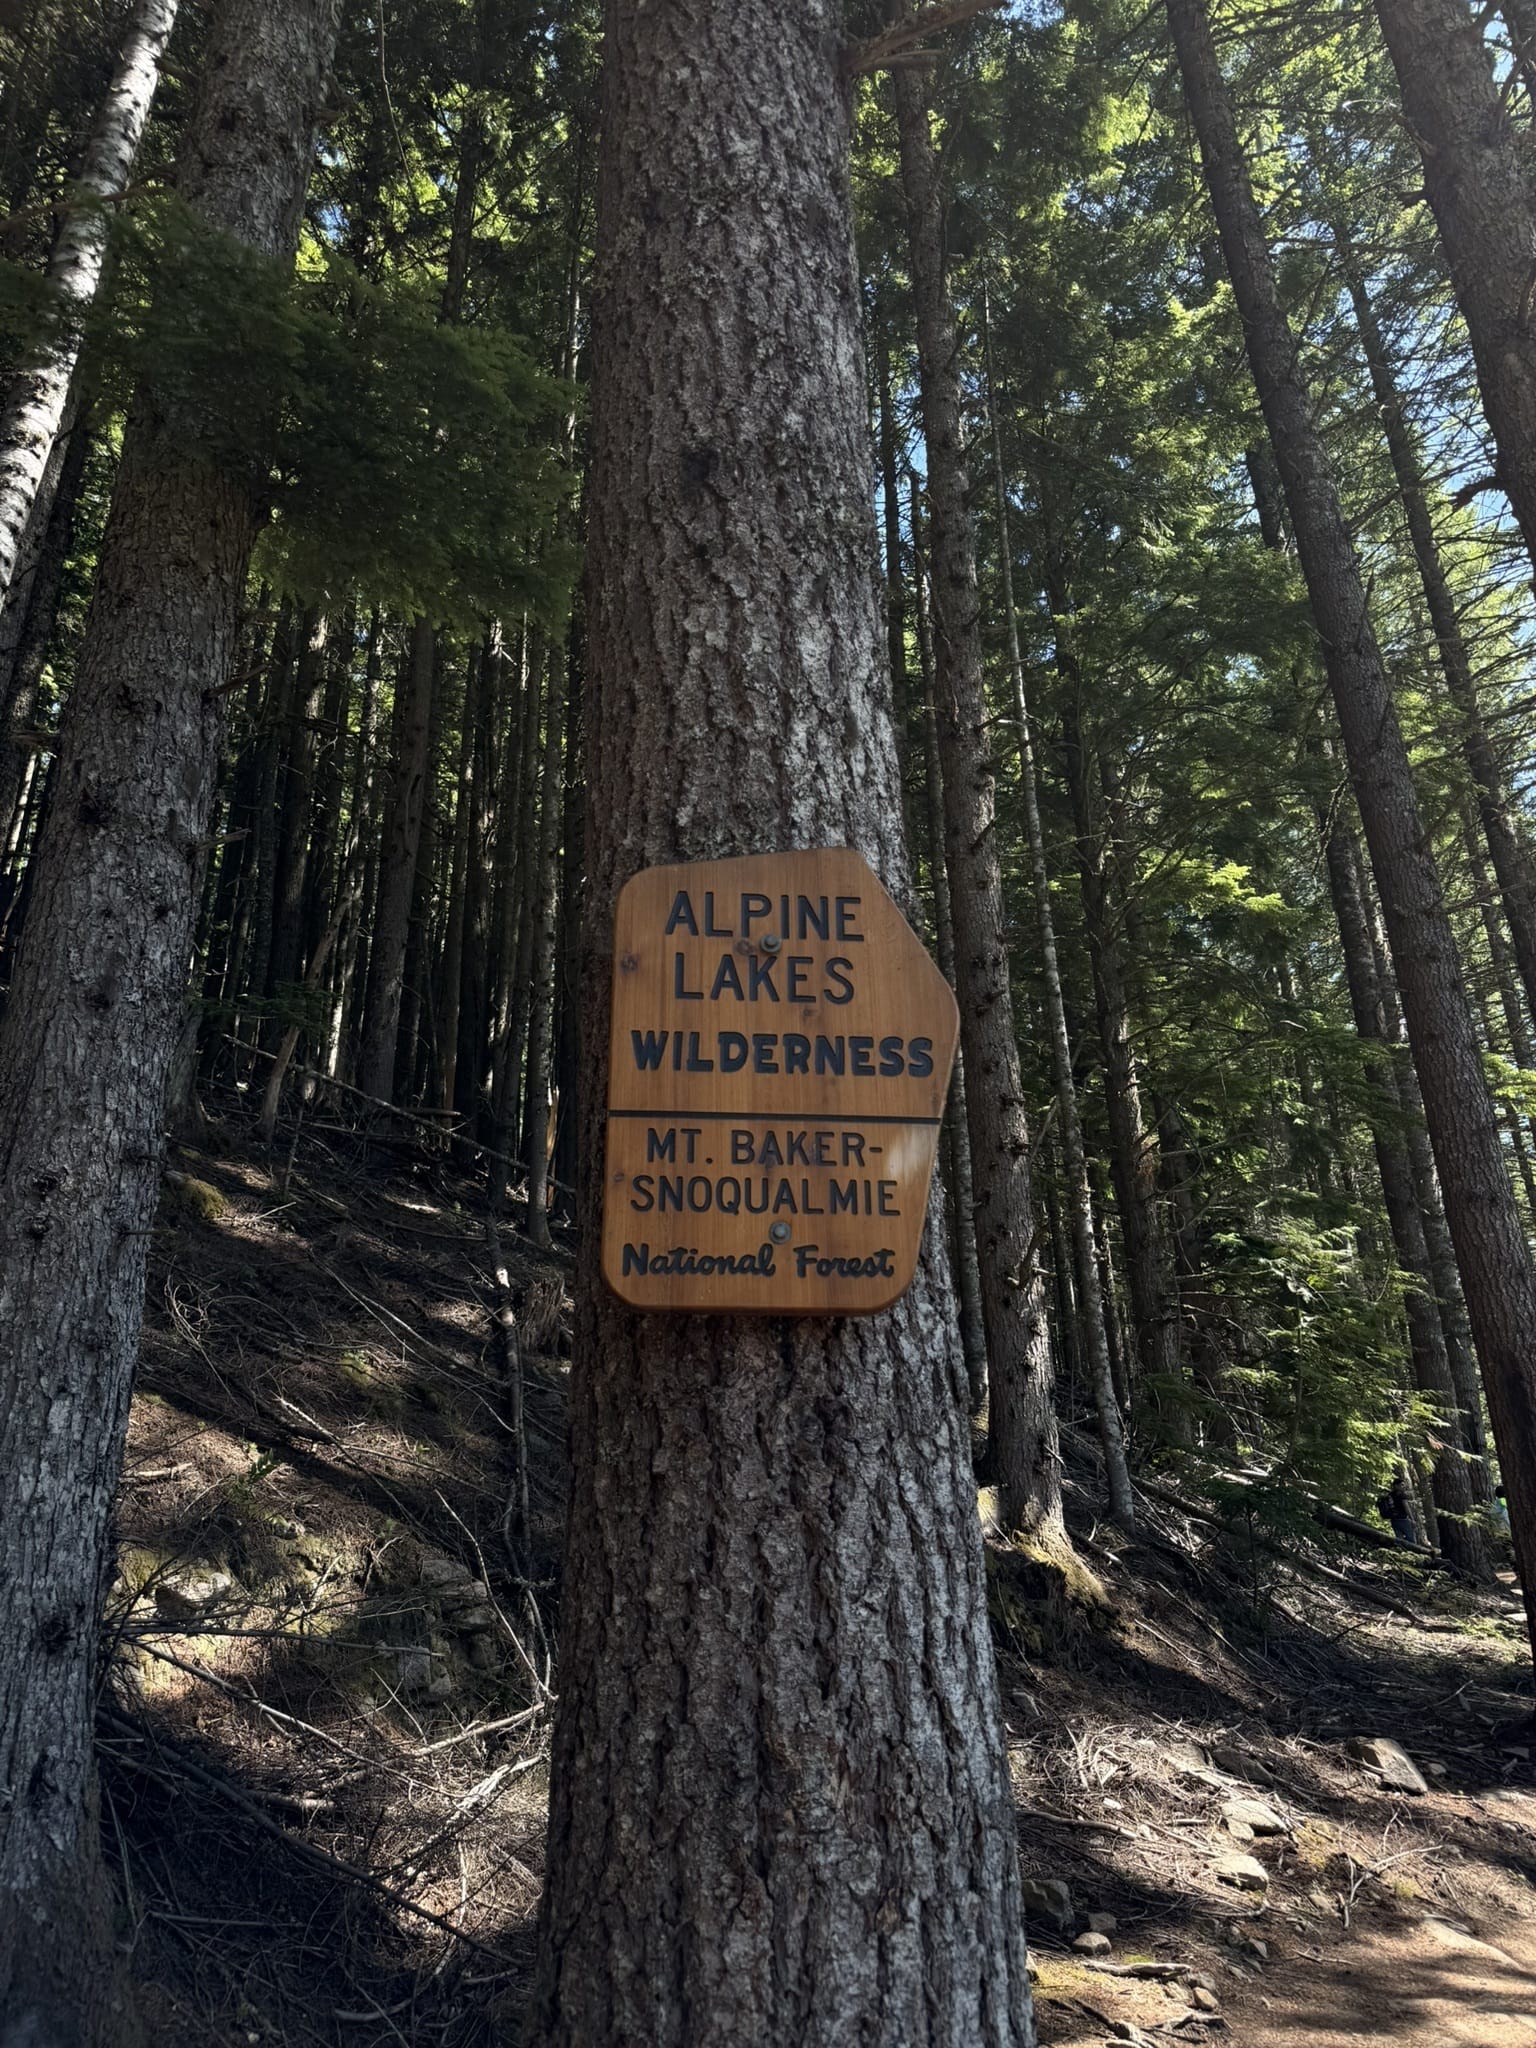 ALPINE
LAKES
WILDERNESS
MT. BAKER-
SNOQUALMIE
National Forest